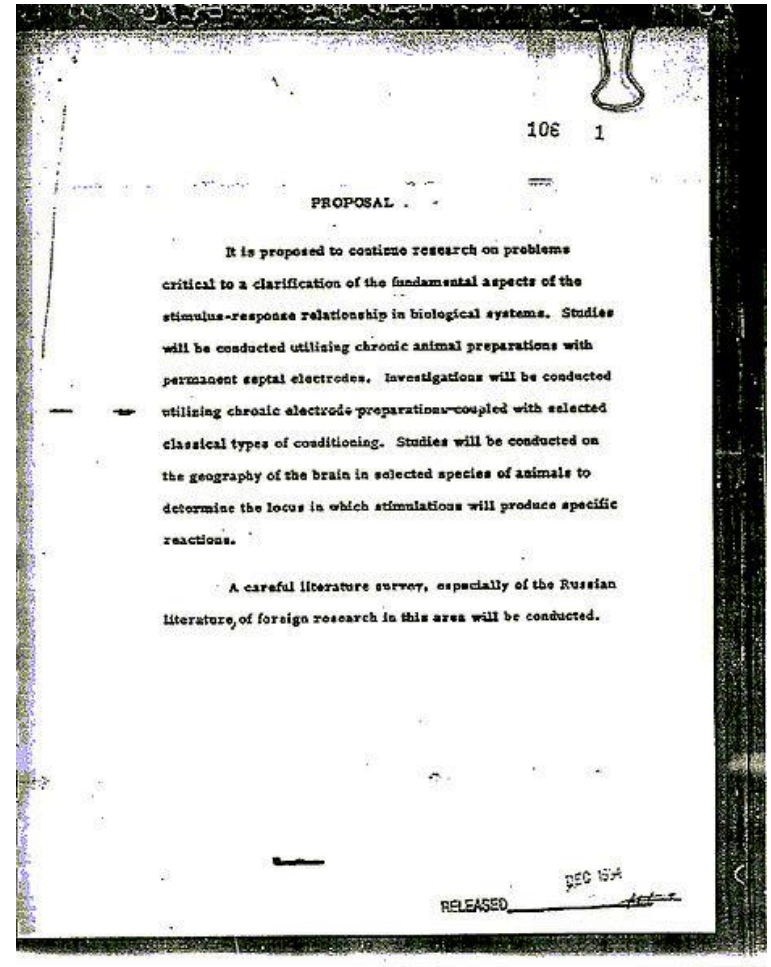 106 1
PROPOSAL
It is proposed to continue research on problems
critical to a clarification of the fundamental aspects of the
stimulus-response relationship in biological systems. Studies
will be conducted utilizing chronic animal preparations with
permanent septal electrodes. Investigations will be conducted
utilizing chronic electrode preparations coupled with selected
classical types of conditioning. Studies will be conducted on
the geography of the brain in selected species of animals to
determine the locus in which stimulations will produce specific
reactions.
A careful literature survey, especially of the Russian
literature, of foreign research in this area will be conducted.
DEC
RELEASED